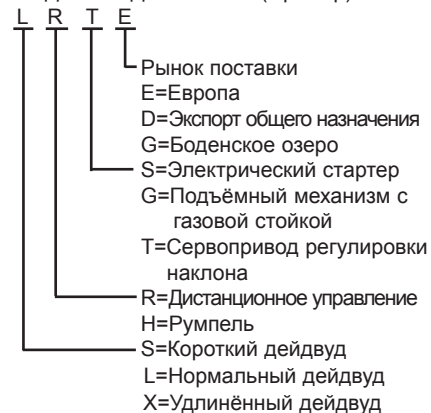 L R T E
Рынок поставки
E=Европа
D=Экспорт общего назначения
G=Боденское озеро
S=Электрический стартер
G=Подъёмный механизм с
газовой стойкой
T=Сервопривод регулировки
наклона
R=Дистанционное управление
H=Румпель
S=Короткий дейдвуд
L=Нормальный дейдвуд
X=Удлинённый дейдвуд